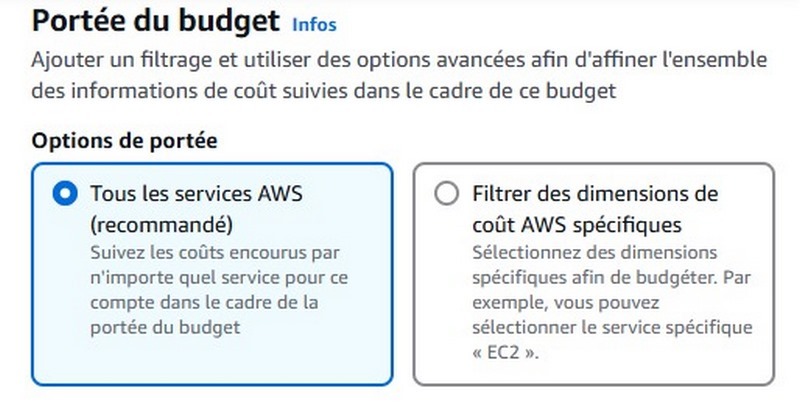 Portée du budget Infos
Ajouter un filtrage et utiliser des options avancées afin d'affiner l'ensemble
des informations de coût suivies dans le cadre de ce budget
Options de portée
Tous les services AWS
(recommandé)
Suivez les coûts encourus par
n'importe quel service pour ce
compte dans le cadre de la
portée du budget
Filtrer des dimensions de
coût AWS spécifiques
Sélectionnez des dimensions
spécifiques afin de budgéter. Par
exemple, vous pouvez
sélectionner le service spécifique
« EC2 ».